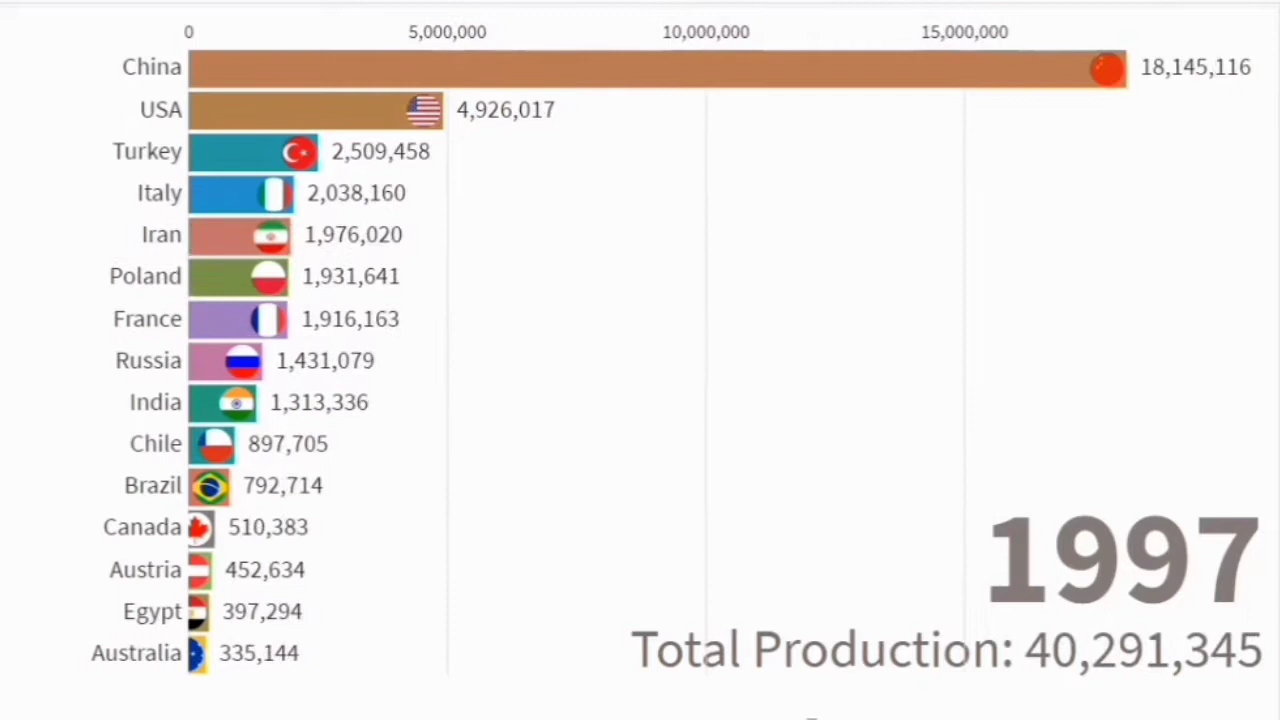 0 5,000,000 10,000,000 15,000,000
China 18,145,116
USA 4,926,017
Turkey 2,509,458
Italy 2,038,160
Iran 1,976,020
Poland 1,931,641
France 1,916,163
Russia 1,431,079
India 1,313,336
Chile 897,705
Brazil 792,714
Canada 510,383
Austria 452,634
Egypt 397,294
Australia 335,144
1997
Total Production: 40,291,345